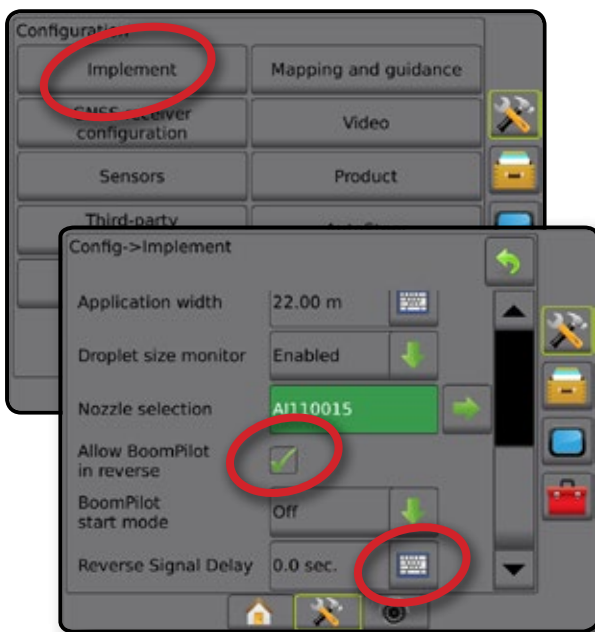 Configuration
Implement
Mapping and guidance
GNSS receiver
configuration
Video
Sensors
Product
Third-party
Config->Implement
Application width
22.00 m
Droplet size monitor
Enabled
Nozzle selection
AI110015
Allow BoomPilot
in reverse
BoomPilot
start mode
Off
Reverse Signal Delay
0.0 sec.